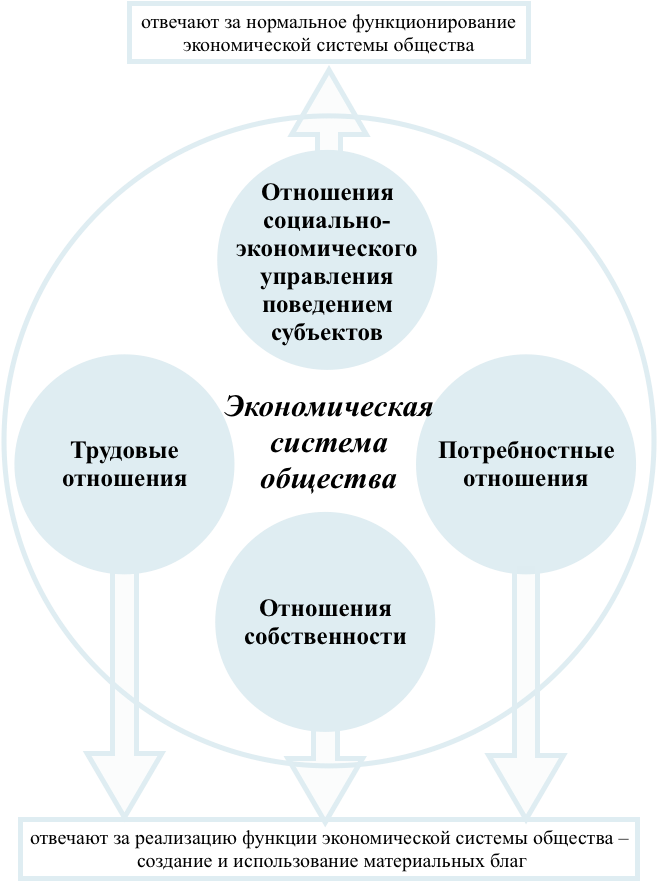 отвечают за нормальное функционирование
экономической системы общества
Отношения
социально-
экономического
управления
поведением
субъектов
Экономическая
система
общества
Трудовые
отношения
Потребностные
отношения
Отношения
собственности
отвечают за реализацию функции экономической системы общества –
создание и использование материальных благ